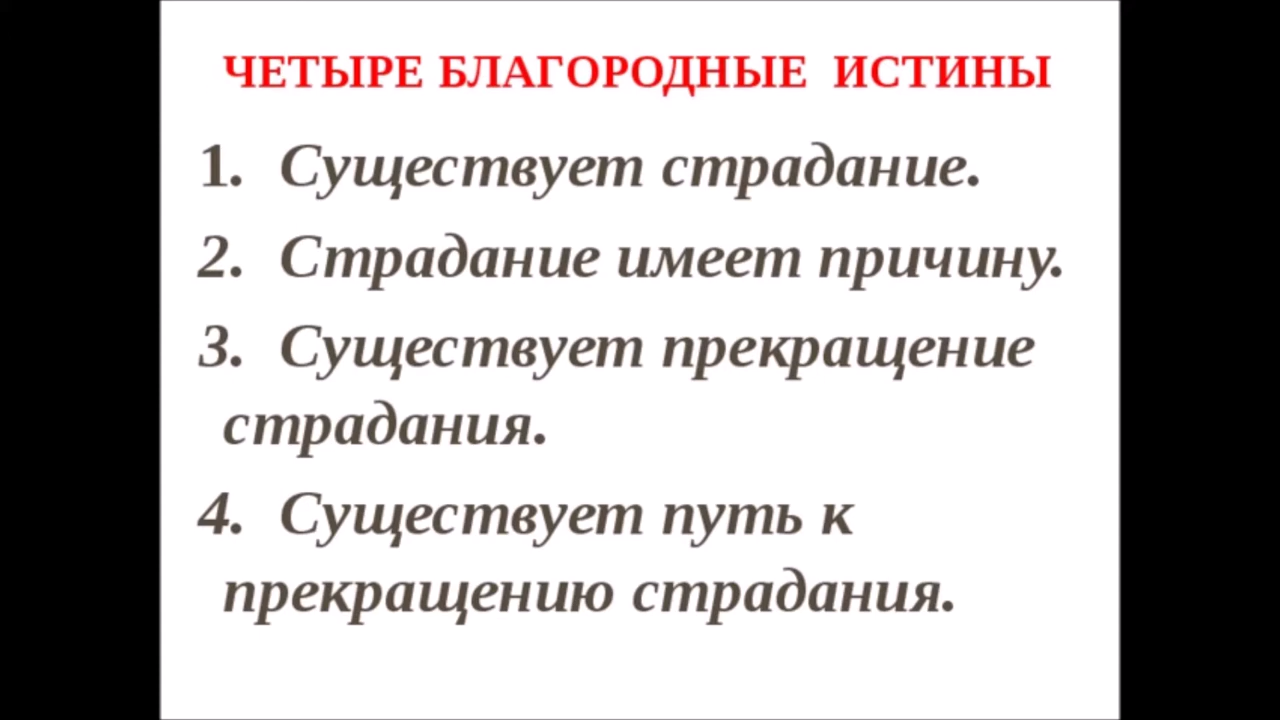 ЧЕТЫРЕ БЛАГОРОДНЫЕ ИСТИНЫ
1. Существует страдание.
2. Страдание имеет причину.
3. Существует прекращение
страдания.
4. Существует путь к
прекращению страдания.